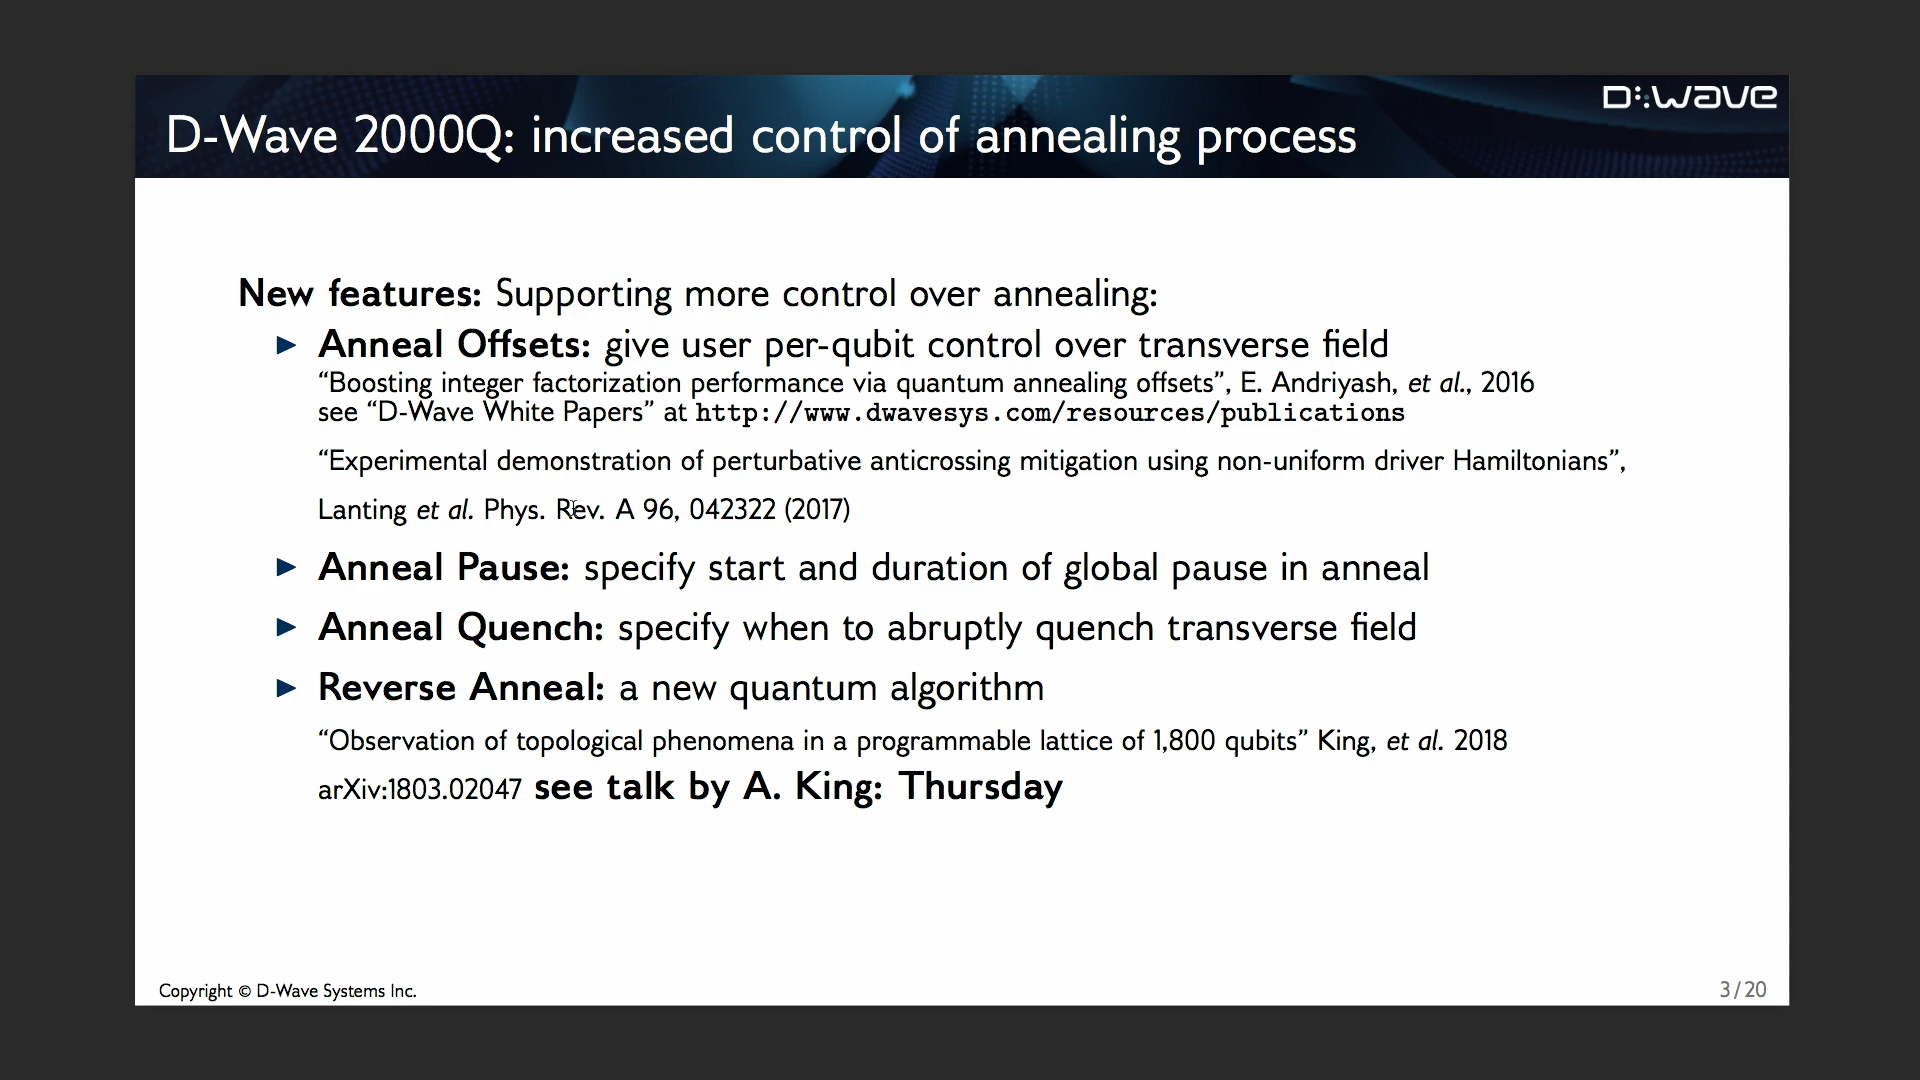 D:Wave
D-Wave 2000Q: increased control of annealing process
New features: Supporting more control over annealing:
▶ Anneal Offsets: give user per-qubit control over transverse field
“Boosting integer factorization performance via quantum annealing offsets”, E. Andriyash, et al., 2016
see “D-Wave White Papers” at http://www.dwavesys.com/resources/publications
“Experimental demonstration of perturbative anticrossing mitigation using non-uniform driver Hamiltonians”,
Lanting et al. Phys. Rev. A 96, 042322 (2017)
▶ Anneal Pause: specify start and duration of global pause in anneal
▶ Anneal Quench: specify when to abruptly quench transverse field
▶ Reverse Anneal: a new quantum algorithm
“Observation of topological phenomena in a programmable lattice of 1,800 qubits” King, et al. 2018
arXiv:1803.02047 see talk by A. King: Thursday
Copyright © D-Wave Systems Inc.
3/20